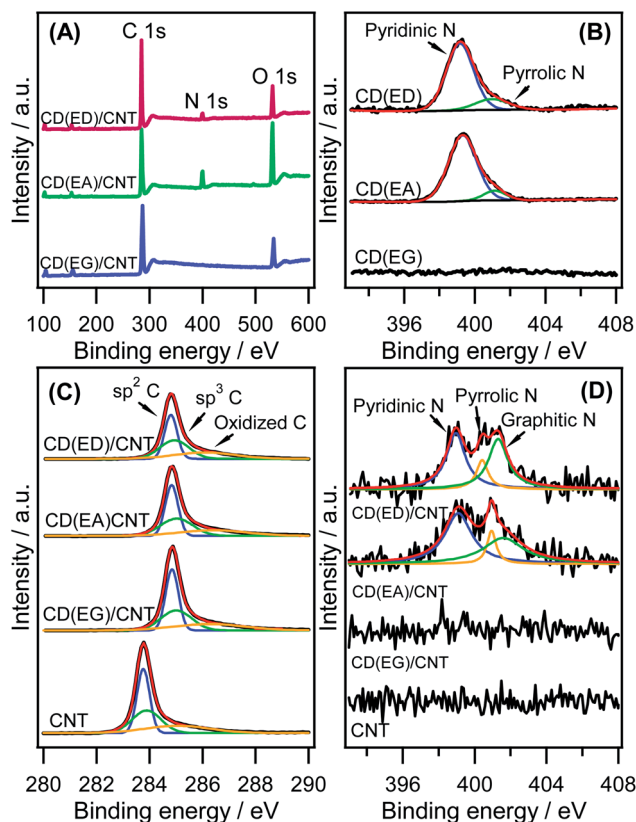 (A)
C 1s
O 1s
N 1s
CD(ED)/CNT
CD(EA)/CNT
CD(EG)/CNT
Intensity / a.u.
100 200 300 400 500 600
Binding energy / eV
(B)
Pyridinic N
Pyrrolic N
CD(ED)
CD(EA)
CD(EG)
Intensity / a.u.
396 400 404 408
Binding energy / eV
(C)
sp² C
sp³ C
Oxidized C
CD(ED)/CNT
CD(EA)CNT
CD(EG)/CNT
CNT
Intensity / a.u.
280 282 284 286 288 290
Binding energy / eV
(D)
Pyrrolic N
Pyridinic N
Graphitic N
CD(ED)/CNT
CD(EA)/CNT
CD(EG)/CNT
CNT
Intensity / a.u.
396 400 404 408
Binding energy / eV